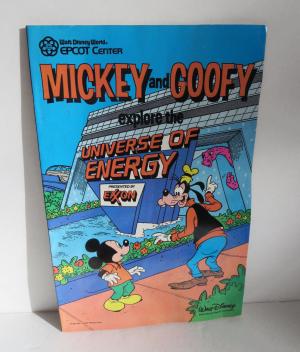 Walt Disney World®
EPCOT CENTER
MICKEY and GOOFY
explore the
UNIVERSE OF
ENERGY
PRESENTED BY
EXXON
Walt Disney